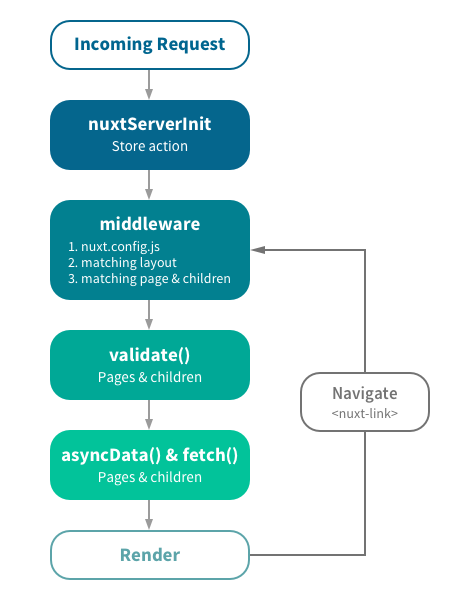 Incoming Request
nuxtServerInit
Store action
middleware
1. nuxt.config.js
2. matching layout
3. matching page & children
validate()
Pages & children
Navigate
<nuxt-link>
asyncData() & fetch()
Pages & children
Render